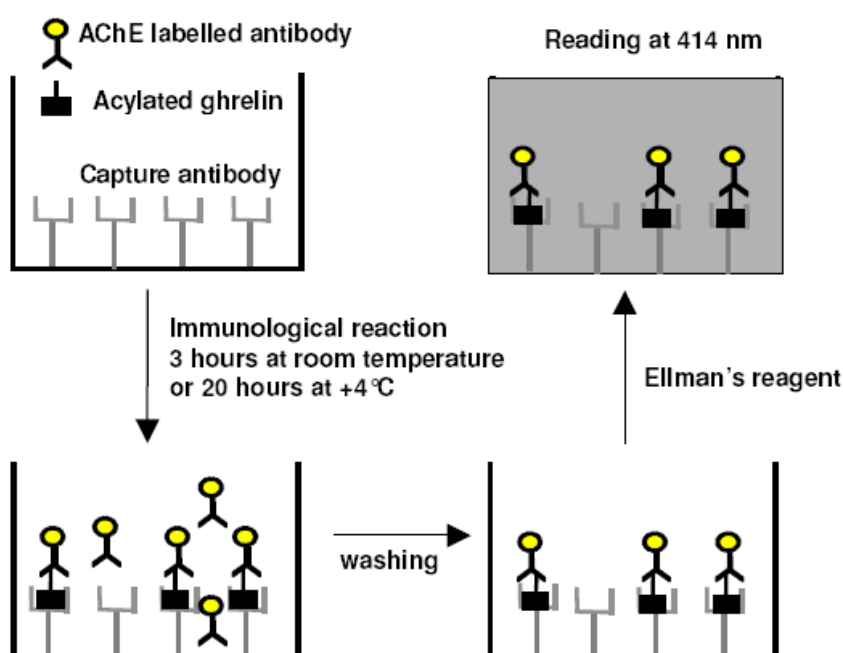 AChE labelled antibody
Acylated ghrelin
Capture antibody
Reading at 414 nm
Immunological reaction
3 hours at room temperature
or 20 hours at +4°C
Ellman's reagent
washing